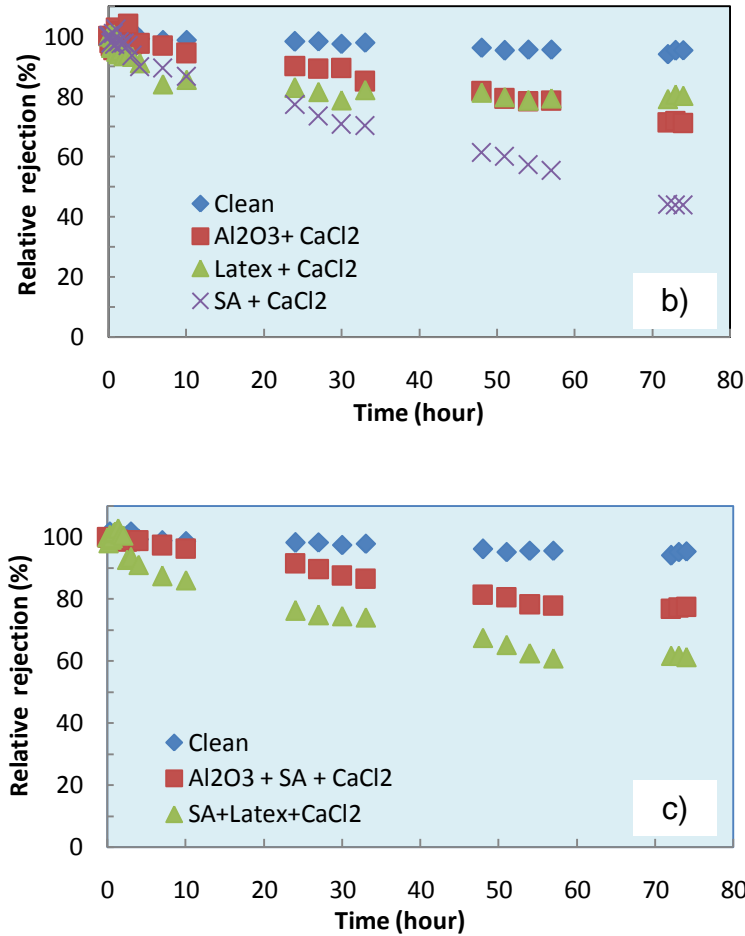 Relative rejection (%)
100
80
60
40
20
0
Clean
Al2O3+ CaCl2
Latex + CaCl2
SA + CaCl2
b)
0 10 20 30 40 50 60 70 80
Time (hour)
Relative rejection (%)
100
80
60
40
20
0
Clean
Al2O3 + SA + CaCl2
SA+Latex+CaCl2
c)
0 10 20 30 40 50 60 70 80
Time (hour)